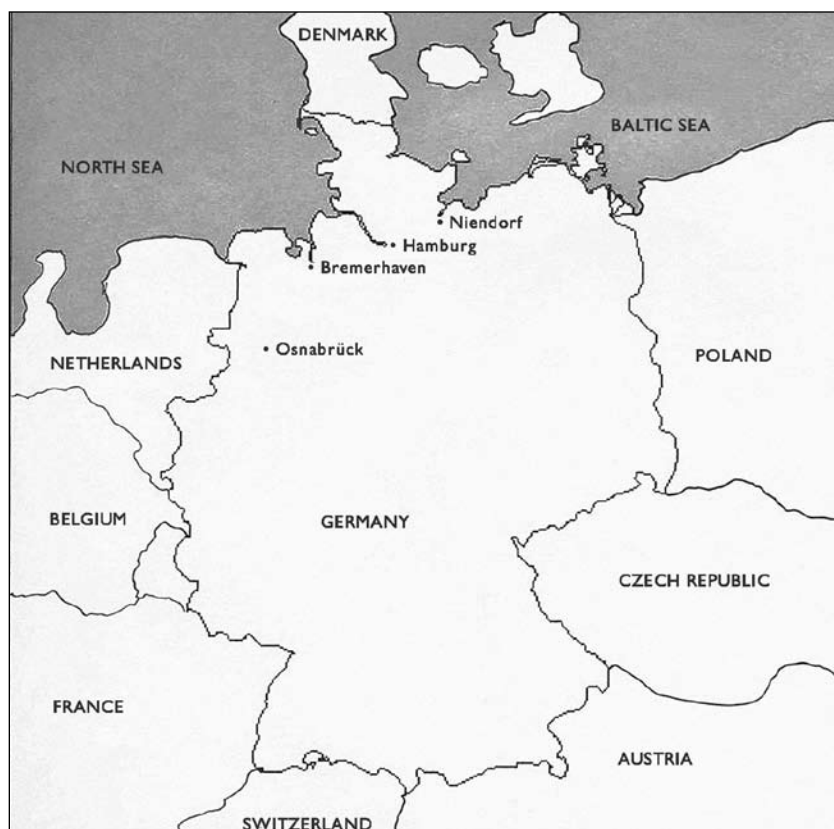 DENMARK
BALTIC SEA
NORTH SEA
Niendorf
Hamburg
Bremerhaven
Osnabrück
NETHERLANDS
POLAND
BELGIUM
GERMANY
CZECH REPUBLIC
FRANCE
AUSTRIA
SWITZERLAND